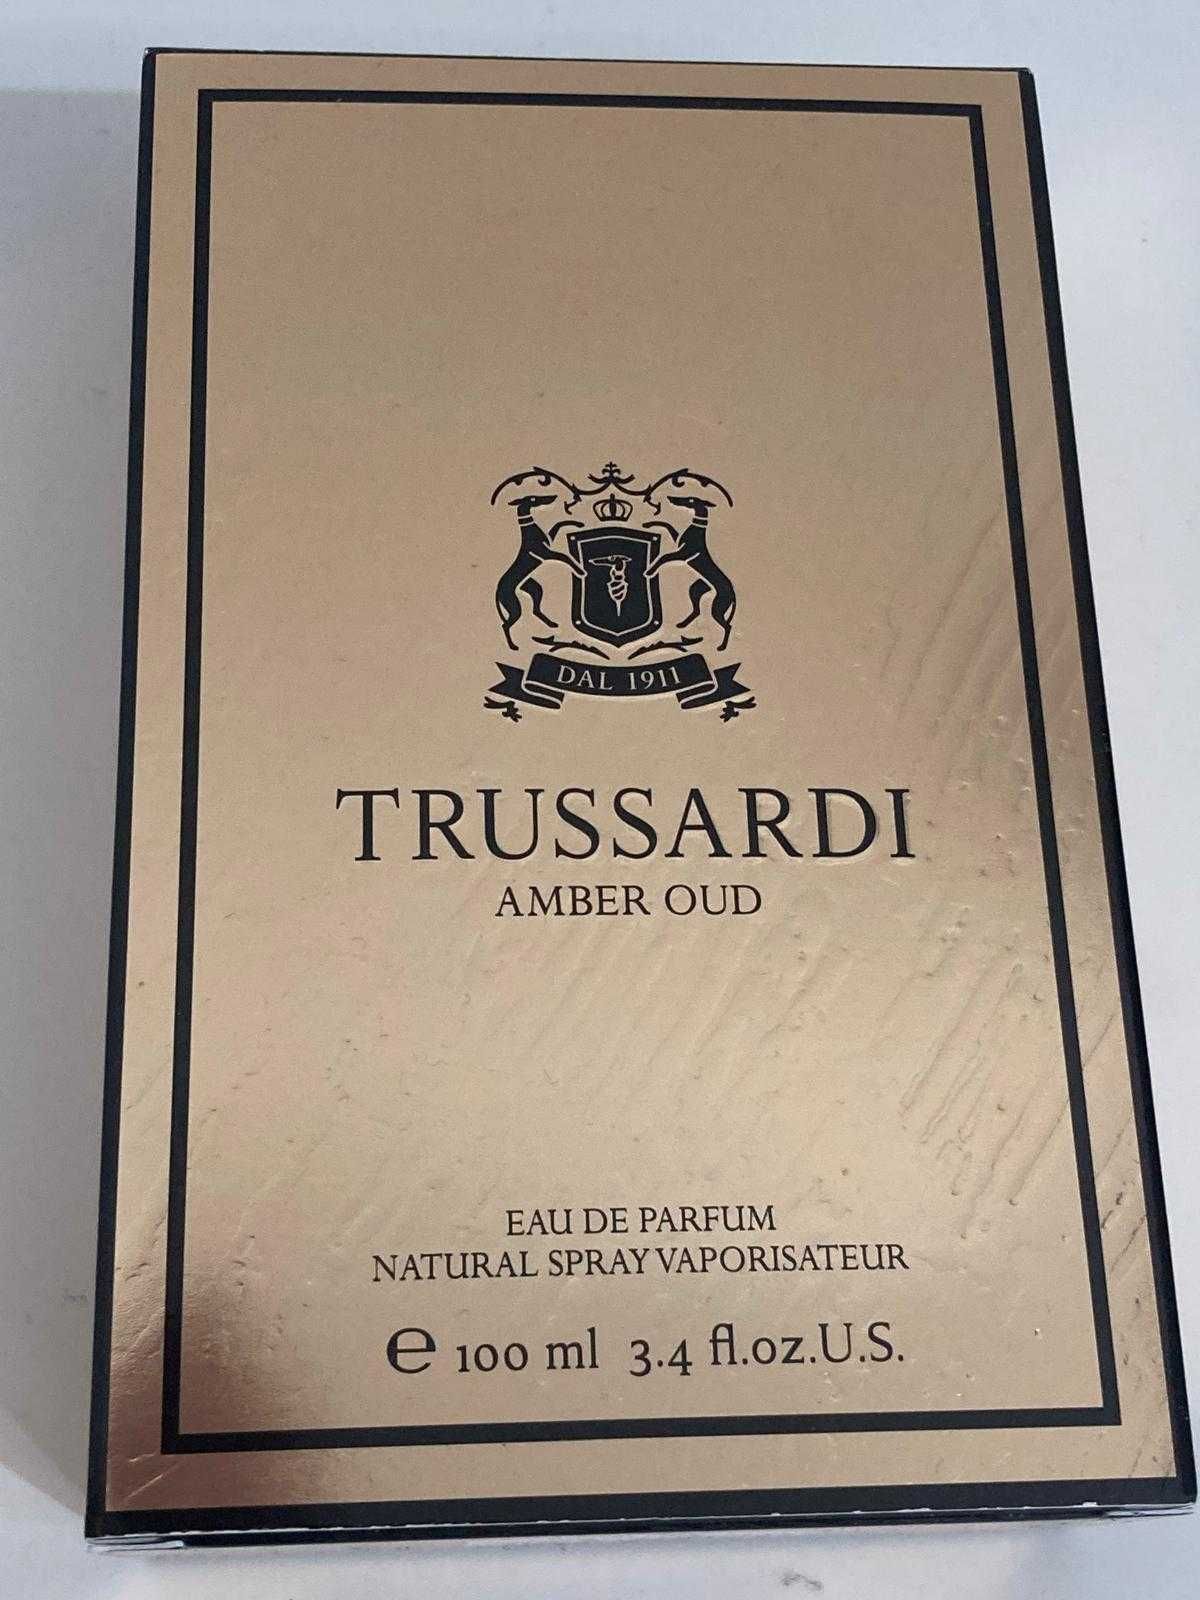 DAL 1911
TRUSSARDI
AMBER OUD
EAU DE PARFUM
NATURAL SPRAY VAPORISATEUR
℮ 100 ml 3.4 fl.oz.U.S.